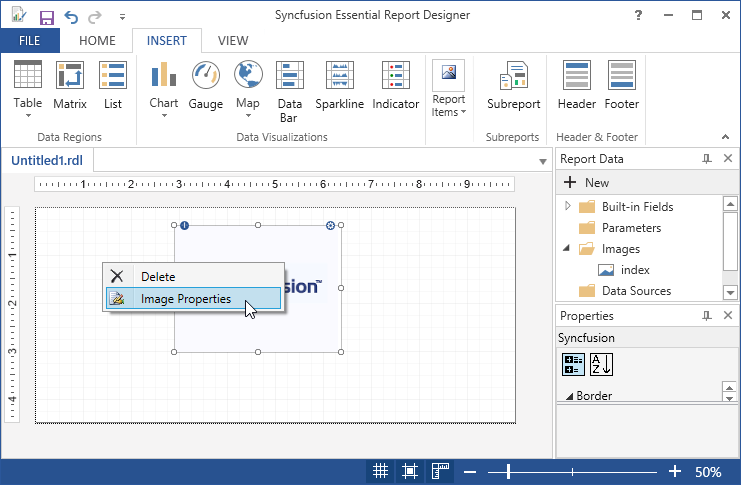 Syncfusion Essential Report Designer
?
FILE HOME INSERT VIEW
Table Matrix List Chart Gauge Map Data Bar Sparkline Indicator Report Items Subreport Header Footer
Data Regions Data Visualizations Subreports Header & Footer
Untitled1.rdl
1 2 3 4 5 6 7 8 9
1
2
3
4
Delete
Image Properties
sion™
Report Data
New
Built-in Fields
Parameters
Images
index
Data Sources
Properties
Syncfusion
A
Z
Border
50%